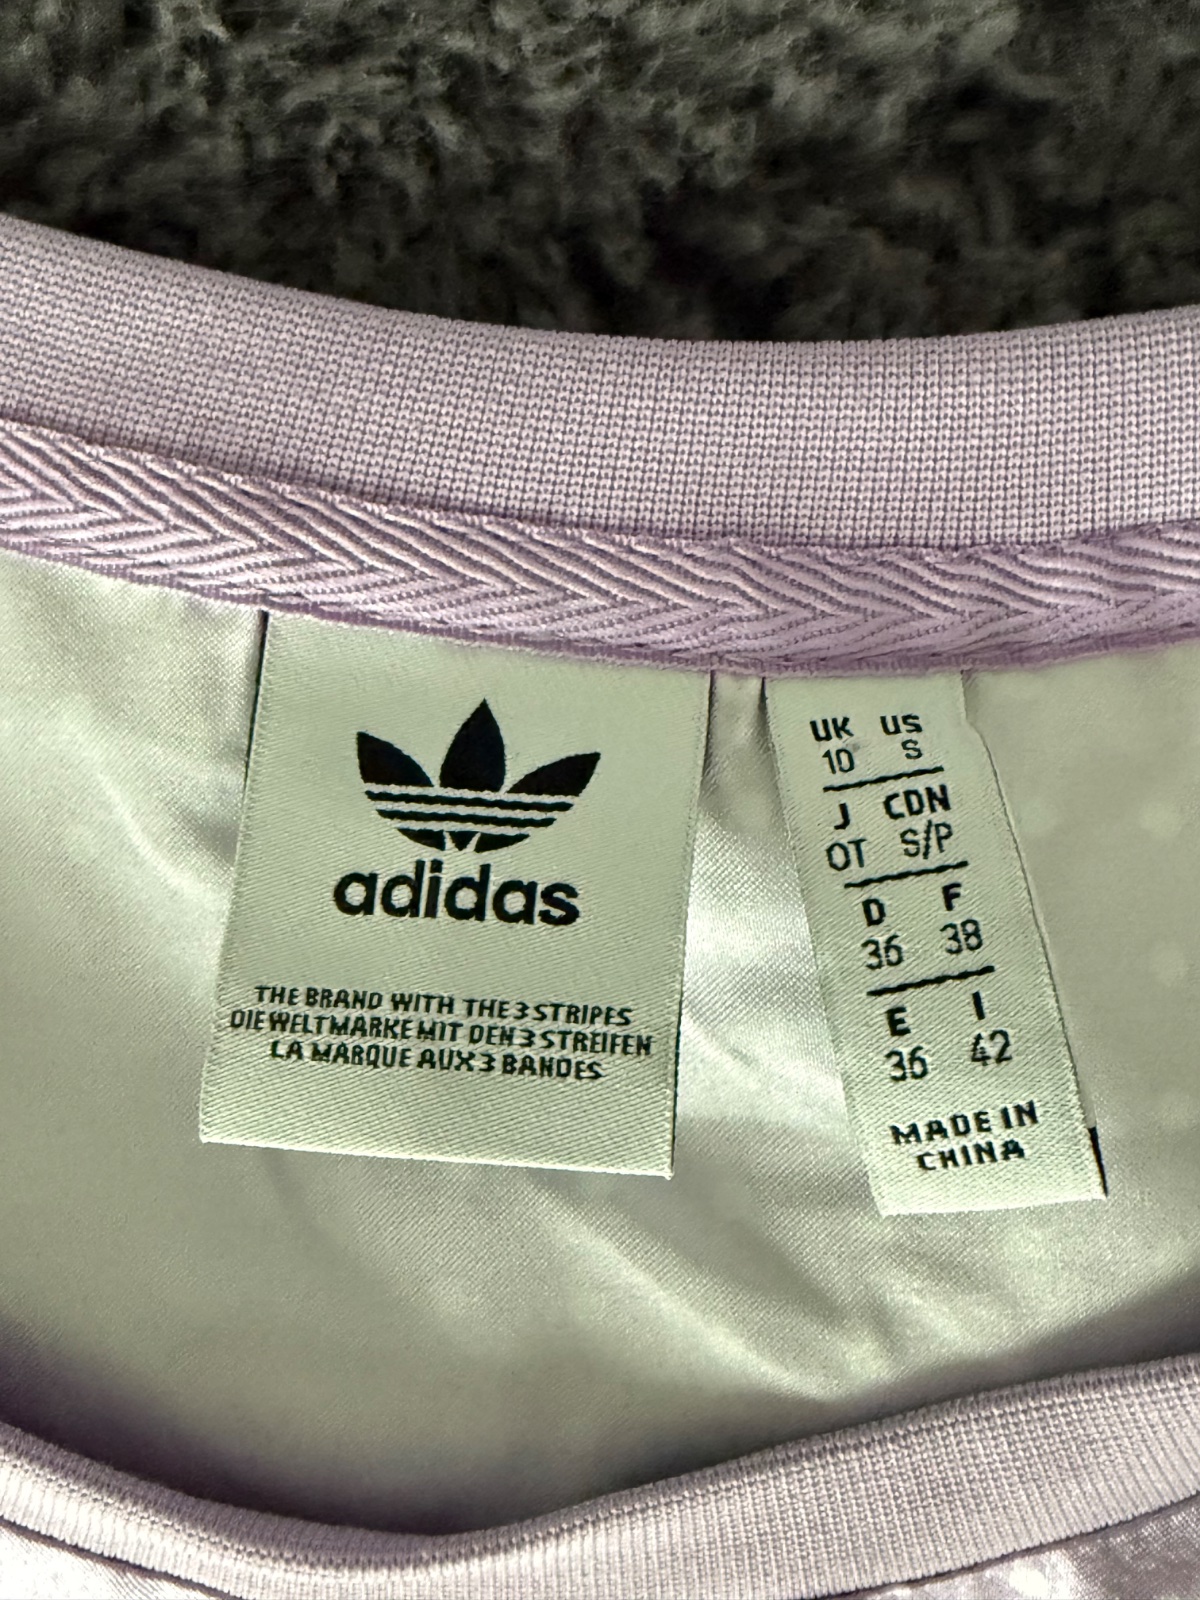 adidas
THE BRAND WITH THE 3 STRIPES
DIE WELTMARKE MIT DEN 3 STREIFEN
LA MARQUE AUX 3 BANDES
UK US
10 S
J CDN
OT S/P
D F
36 38
E I
36 42
MADE IN
CHINA